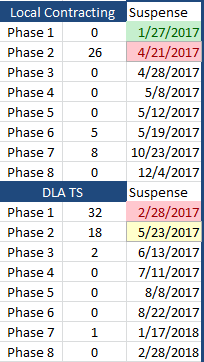 Local Contracting Suspense
Phase 1 0 1/27/2017
Phase 2 26 4/21/2017
Phase 3 0 4/28/2017
Phase 4 0 5/8/2017
Phase 5 0 5/12/2017
Phase 6 5 5/19/2017
Phase 7 8 10/23/2017
Phase 8 0 12/4/2017
DLA TS Suspense
Phase 1 32 2/28/2017
Phase 2 18 5/23/2017
Phase 3 2 6/13/2017
Phase 4 0 7/11/2017
Phase 5 0 8/8/2017
Phase 6 0 8/22/2017
Phase 7 1 1/17/2018
Phase 8 0 2/28/2018